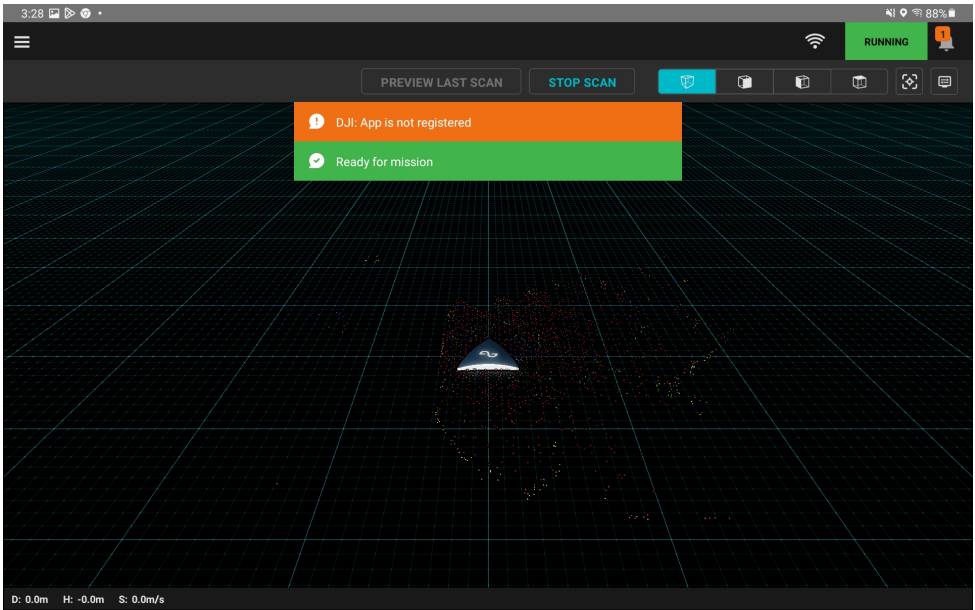 3:28 88%
RUNNING 1
PREVIEW LAST SCAN STOP SCAN
DJI: App is not registered
Ready for mission
D: 0.0m H: -0.0m S: 0.0m/s